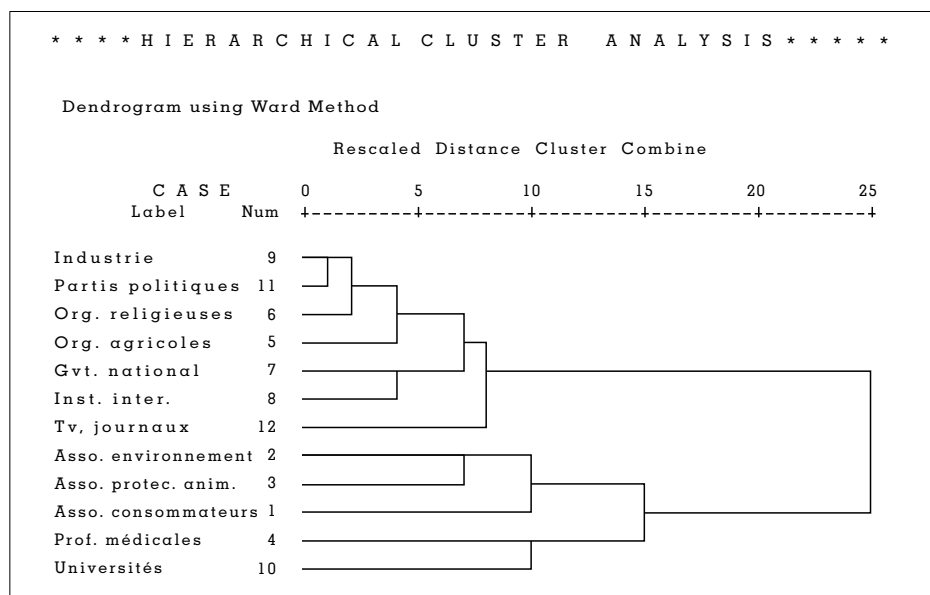 * * * * H I E R A R C H I C A L C L U S T E R A N A L Y S I S * * * * *
Dendrogram using Ward Method
Rescaled Distance Cluster Combine
C A S E 0 5 10 15 20 25
Label Num +---------+---------+---------+---------+---------+
Industrie 9
Partis politiques 11
Org. religieuses 6
Org. agricoles 5
Gvt. national 7
Inst. inter. 8
Tv, journaux 12
Asso. environnement 2
Asso. protec. anim. 3
Asso. consommateurs 1
Prof. médicales 4
Universités 10